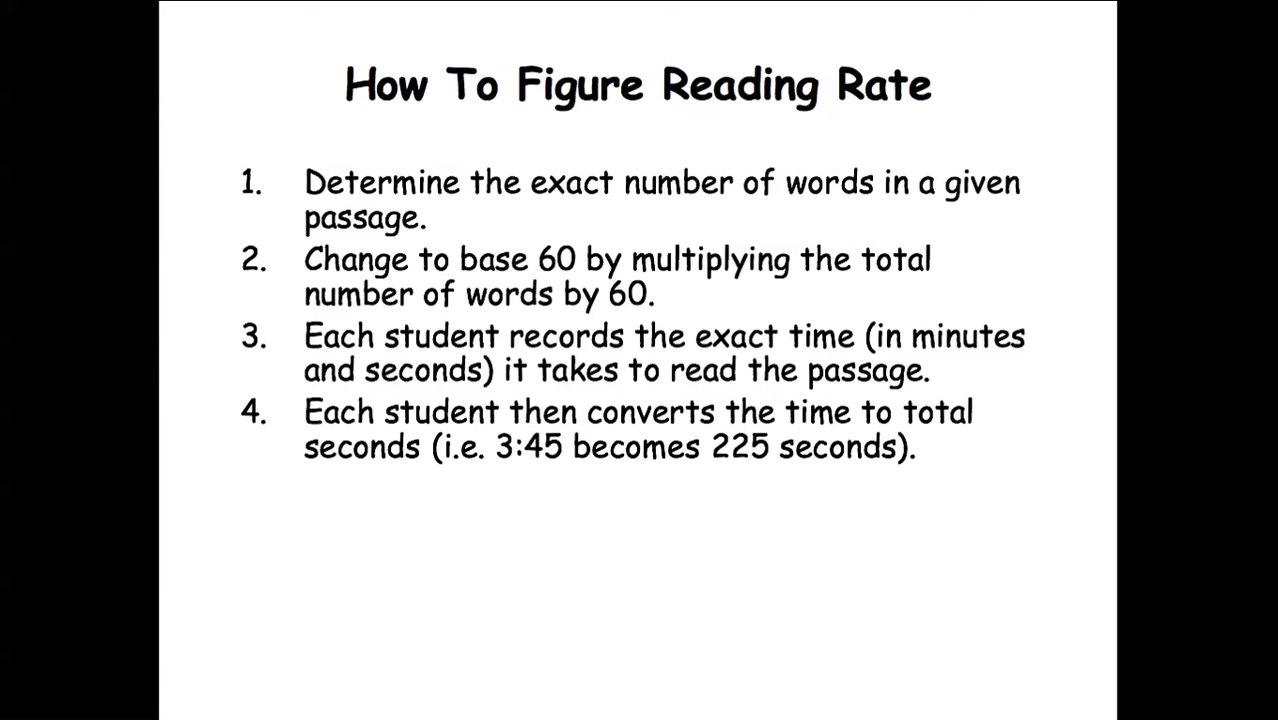 How To Figure Reading Rate
1. Determine the exact number of words in a given
passage.
2. Change to base 60 by multiplying the total
number of words by 60.
3. Each student records the exact time (in minutes
and seconds) it takes to read the passage.
4. Each student then converts the time to total
seconds (i.e. 3:45 becomes 225 seconds).